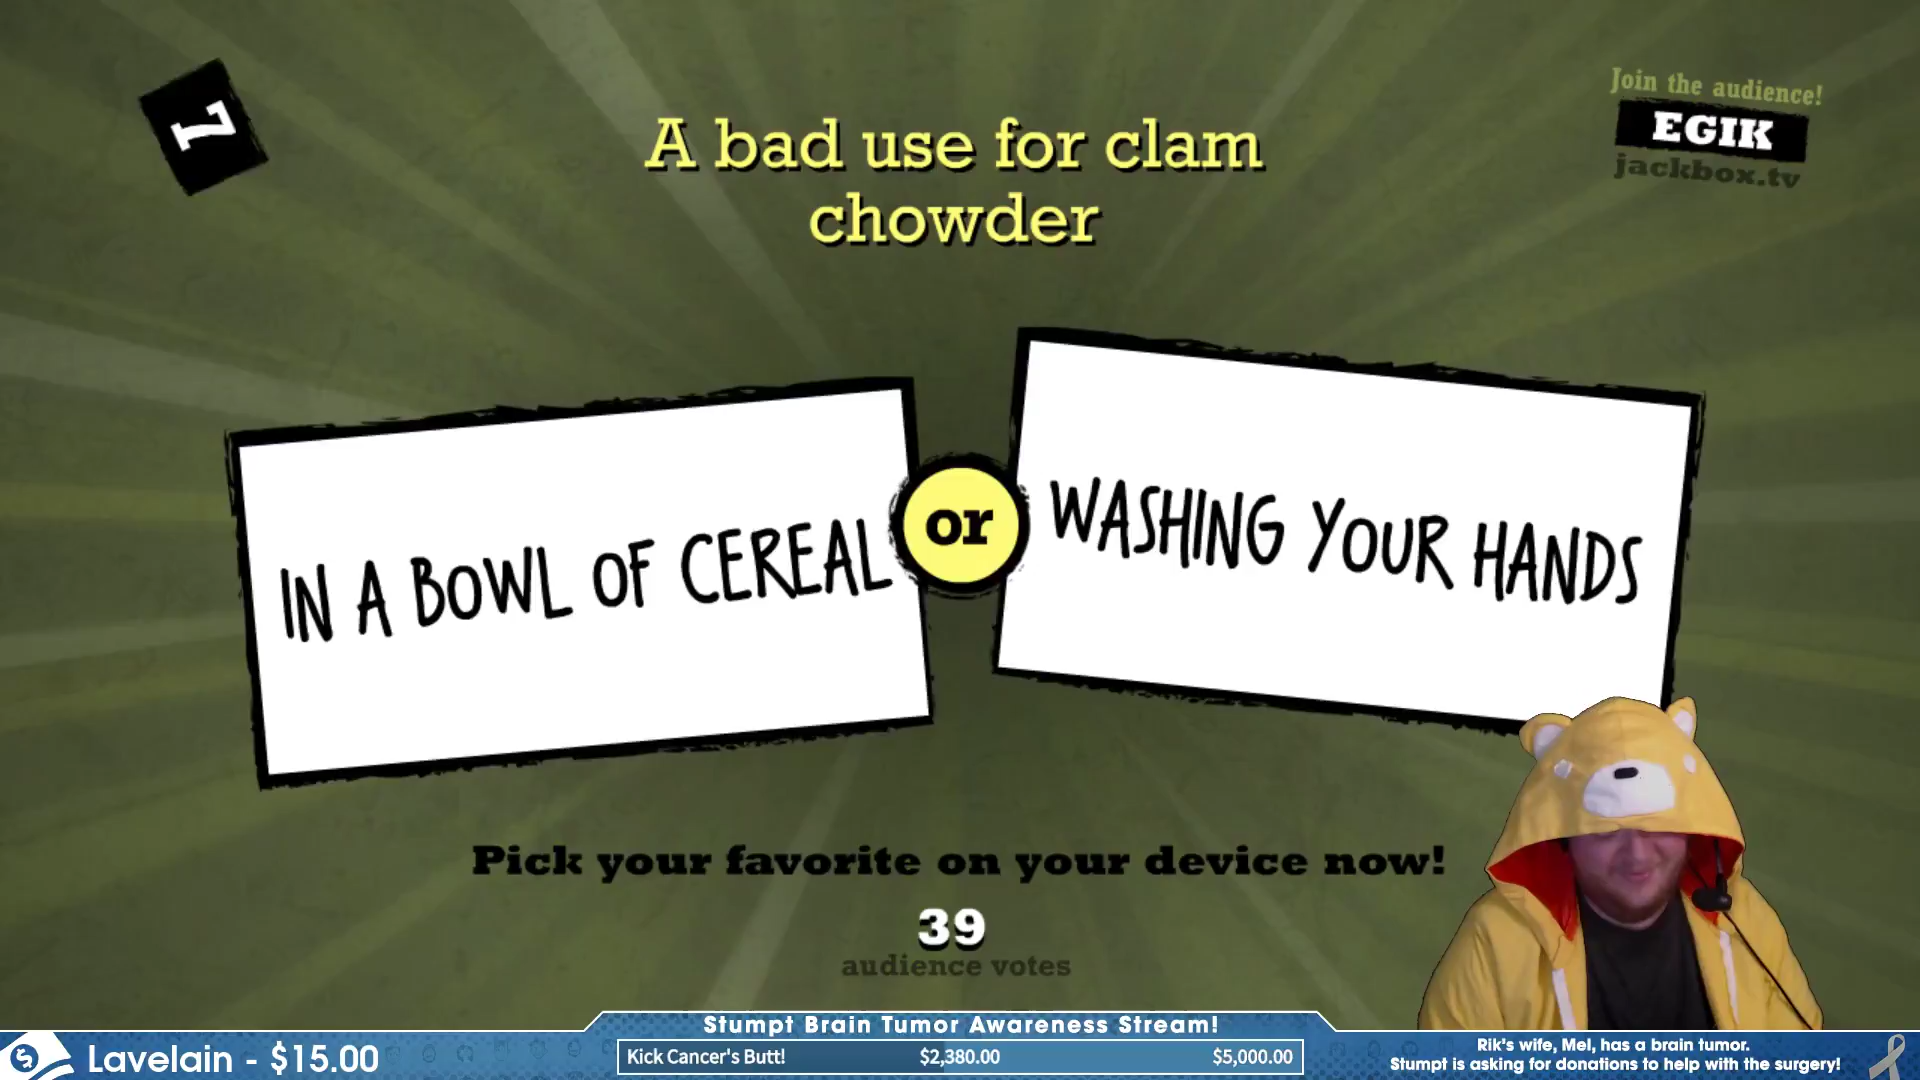 1
Join the audience!
EGIK
jackbox.tv
A bad use for clam
chowder
IN A BOWL OF CEREAL
or
WASHING YOUR HANDS
Pick your favorite on your device now!
39
audience votes
Stumpt Brain Tumor Awareness Stream!
Lavelain - $15.00
Kick Cancer's Butt! $2,380.00 $5,000.00
Rik's wife, Mel, has a brain tumor.
Stumpt is asking for donations to help with the surgery!